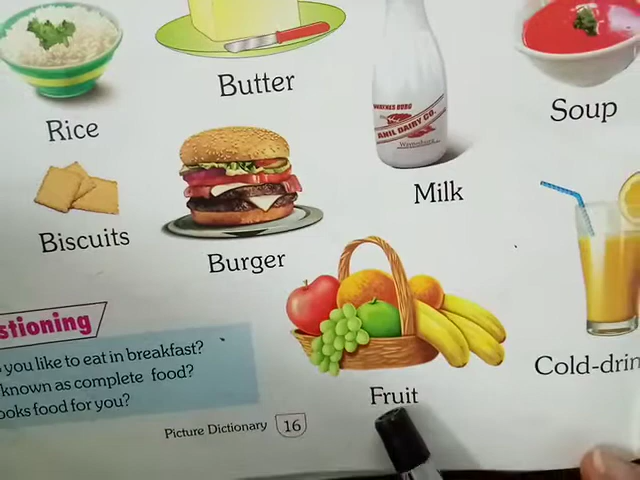 Butter
Soup
Rice
ANIL DAIRY CO.
Milk
Biscuits
Burger
stioning
you like to eat in breakfast?
known as complete food?
ooks food for you?
Cold-drin
Fruit
Picture Dictionary 16